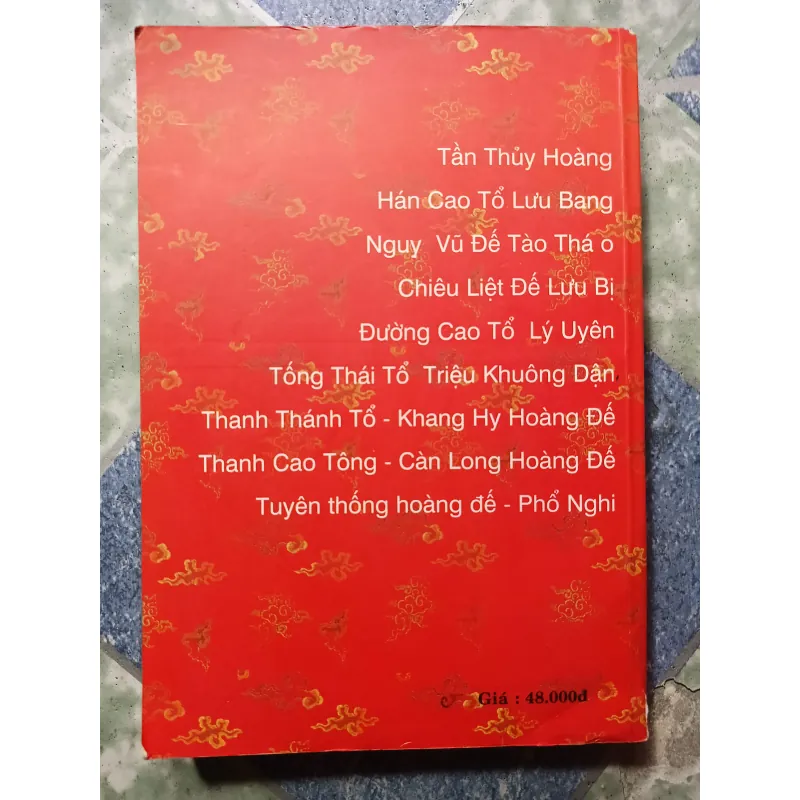 Tần Thủy Hoàng
Hán Cao Tổ Lưu Bang
Nguy Vũ Đế Tào Thá o
Chiêu Liệt Đế Lưu Bị
Đường Cao Tổ Lý Uyên
Tống Thái Tổ Triệu Khuông Dận
Thanh Thánh Tổ - Khang Hy Hoàng Đế
Thanh Cao Tông - Càn Long Hoàng Đế
Tuyên thống hoàng đế - Phổ Nghi
Giá : 48.000đ